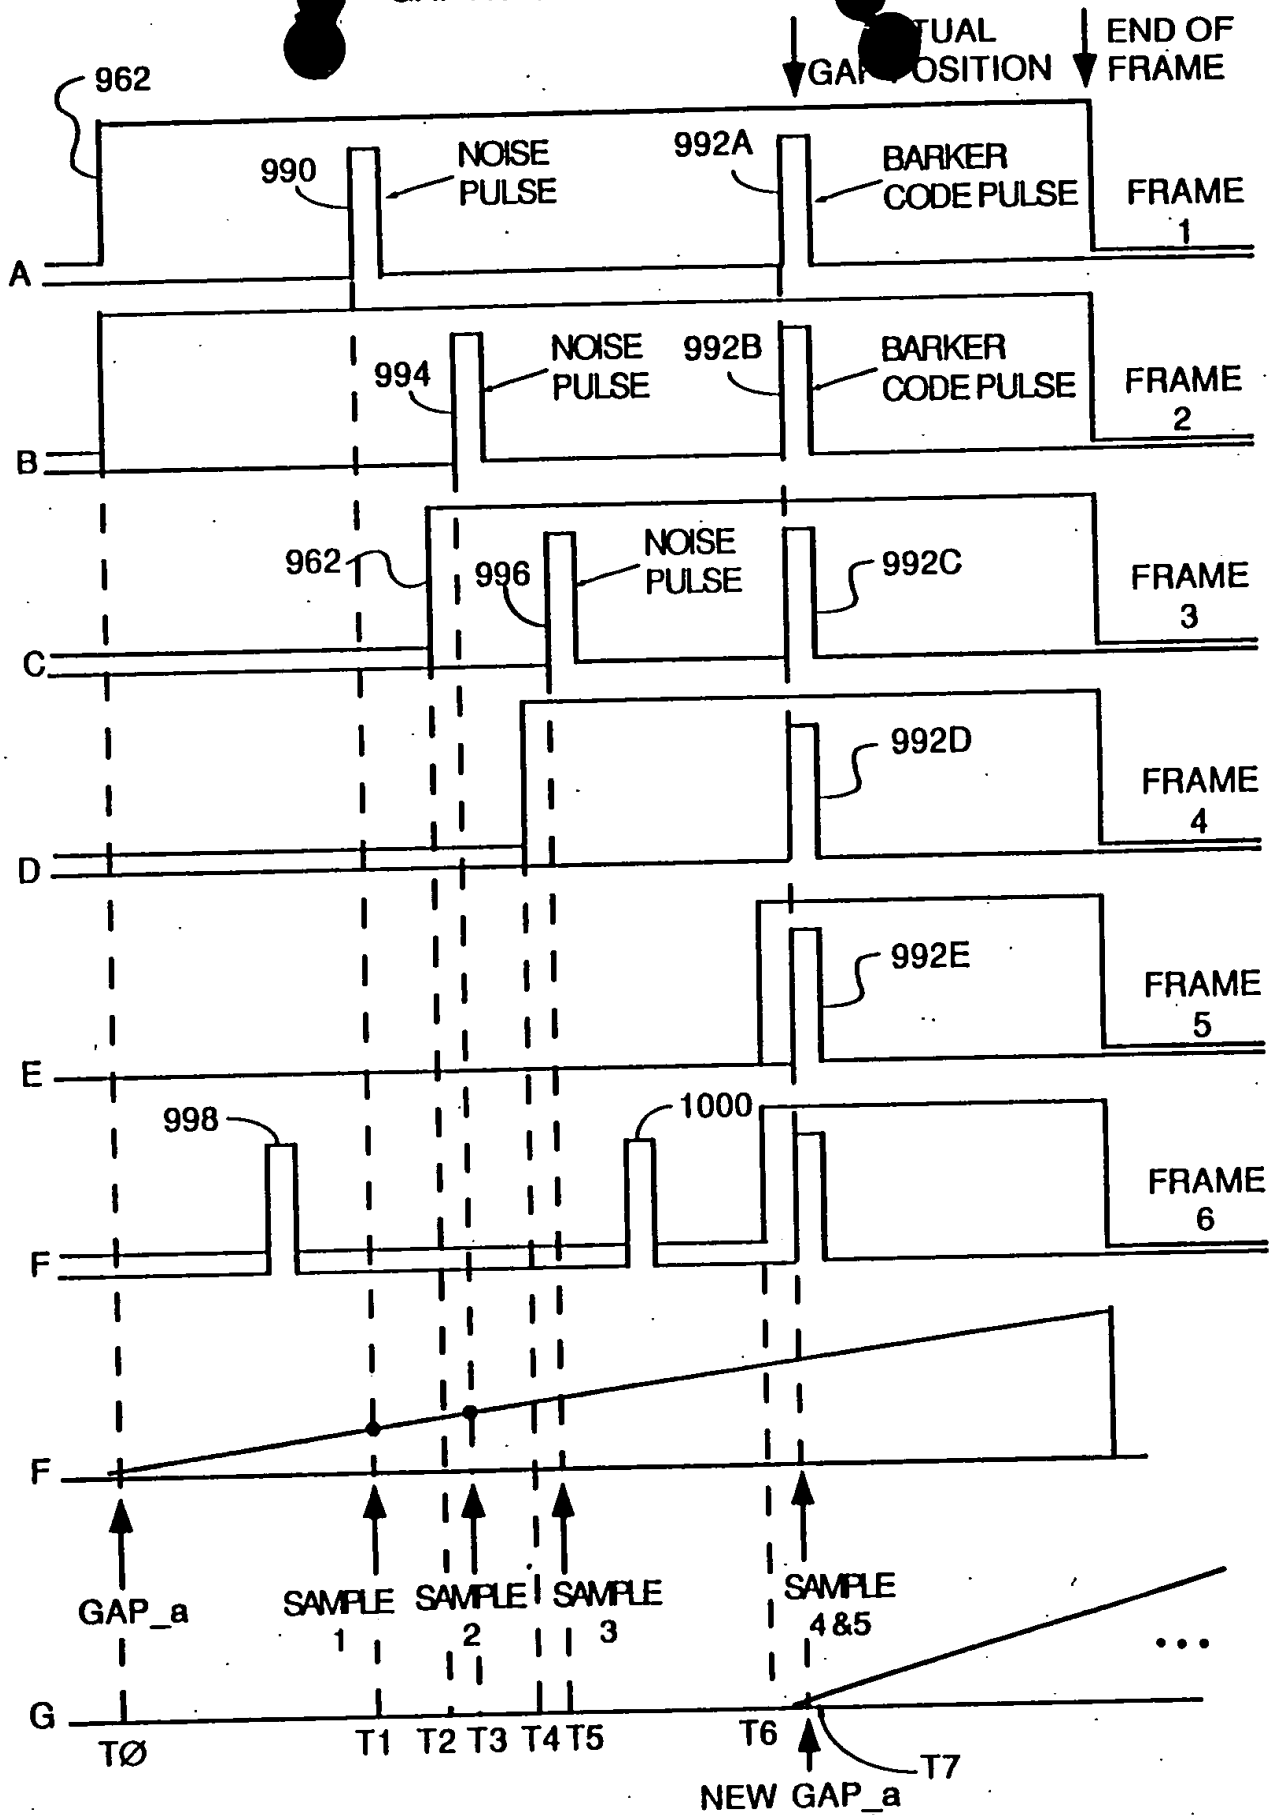 END OF
POSITION
FRAME
962
990
NOISE
PULSE
992A
BARKER
CODE PULSE
FRAME
1
A
994
NOISE
PULSE
992B
BARKER
CODE PULSE
FRAME
2
B
962
996
NOISE
PULSE
992C
FRAME
3
C
992D
FRAME
4
D
992E
FRAME
5
E
998
1000
FRAME
6
F
F
GAP_a
SAMPLE
1
SAMPLE
2
SAMPLE
3
SAMPLE
4&5
...
G
TØ
T1
T2
T3
T4
T5
T6
T7
NEW GAP_a